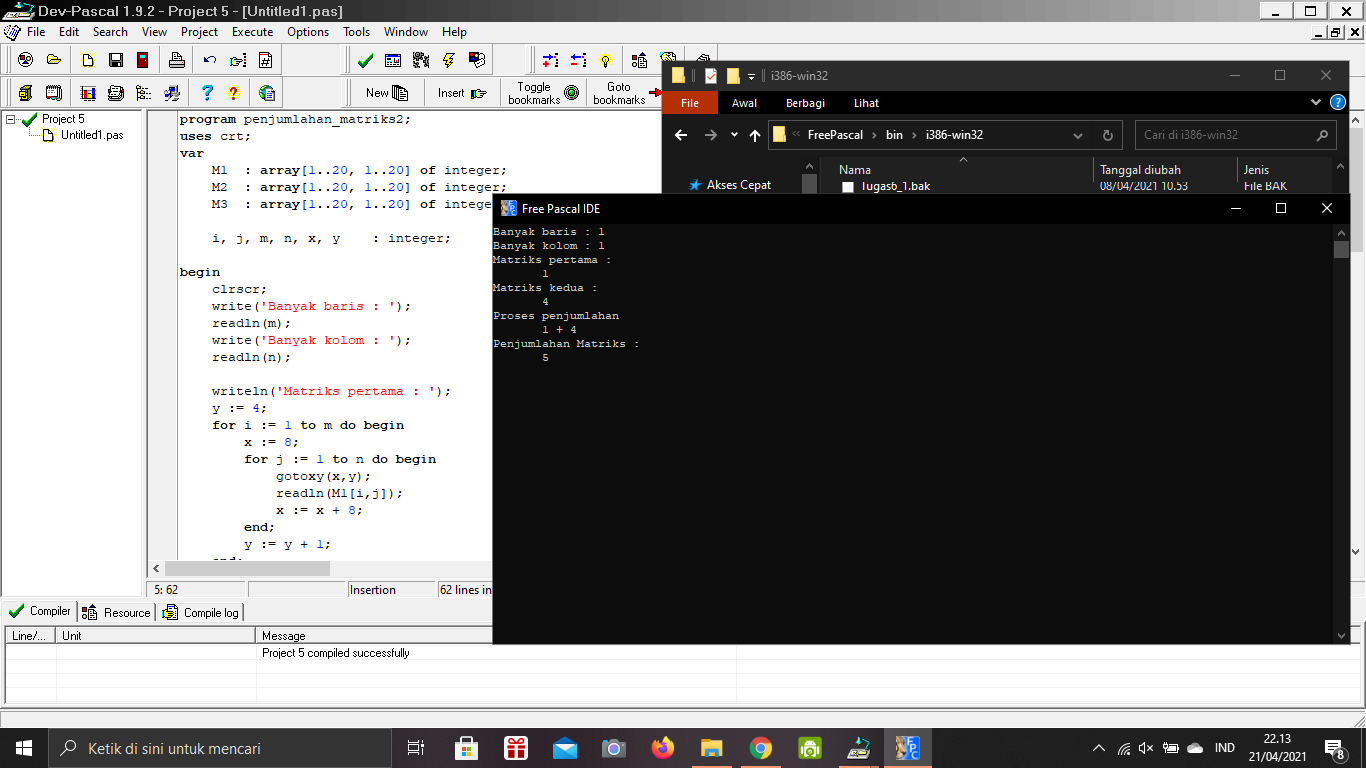 Dev-Pascal 1.9.2 - Project 5 - [Untitled1.pas]
File Edit Search View Project Execute Options Tools Window Help
New Insert Toggle bookmarks Goto bookmarks
Project 5
Untitled1.pas
program penjumlahan_matriks2;
uses crt;
var
M1 : array[1..20, 1..20] of integer;
M2 : array[1..20, 1..20] of integer;
M3 : array[1..20, 1..20] of intege
i, j, m, n, x, y : integer;
begin
clrscr;
write('Banyak baris : ');
readln(m);
write('Banyak kolom : ');
readln(n);
writeln('Matriks pertama : ');
y := 4;
for i := 1 to m do begin
x := 8;
for j := 1 to n do begin
gotoxy(x,y);
readln(M1[i,j]);
x := x + 8;
end;
y := y + 1;
5: 62 Insertion 62 lines in
Compiler Resource Compile log
Line/... Unit Message
Project 5 compiled successfully
i386-win32
File Awal Berbagi Lihat
FreePascal bin i386-win32
Cari di i386-win32
Akses Cepat
Nama Tanggal diubah Jenis
Tugas6_1.bak 08/04/2021 10.53 File BAK
Free Pascal IDE
Banyak baris : 1
Banyak kolom : 1
Matriks pertama :
1
Matriks kedua :
4
Proses penjumlahan
1 + 4
Penjumlahan Matriks :
5
Ketik di sini untuk mencari
IND
22.13
21/04/2021
8